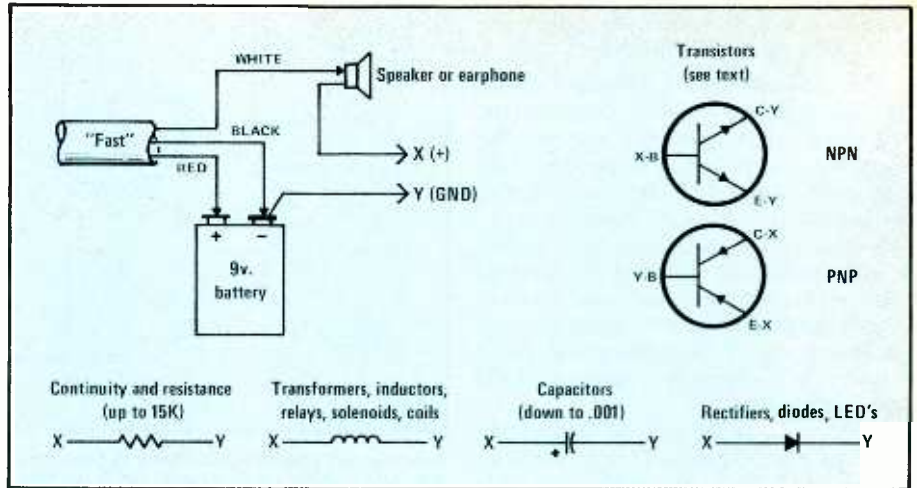 WHITE
Speaker or earphone
"Fast"
BLACK
X (+)
RED
Y (GND)
+ −
9v.
battery
Transistors
(see text)
C-Y
X-B
NPN
E-Y
C-X
Y-B
PNP
E-X
Continuity and resistance
(up to 15K)
X Y
Transformers, inductors,
relays, solenoids, coils
X Y
Capacitors
(down to .001)
X + Y
Rectifiers, diodes, LED's
X Y